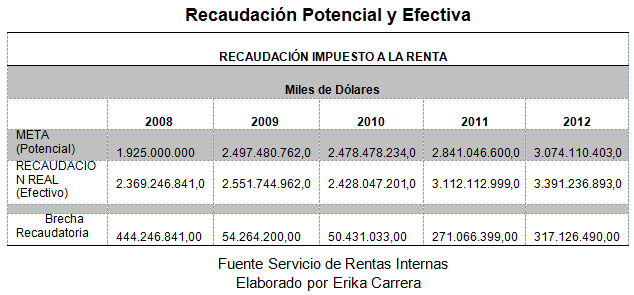 Recaudación Potencial y Efectiva
RECAUDACIÓN IMPUESTO A LA RENTA
Miles de Dólares
2008 2009 2010 2011 2012
META
(Potencial) 1.925.000.000 2.497.480.762,0 2.478.478.234,0 2.841.046.600,0 3.074.110.403,0
RECAUDACIO
N REAL 2.369.246.841,0 2.551.744.962,0 2.428.047.201,0 3.112.112.999,0 3.391.236.893,0
(Efectivo)
Brecha
Recaudatoria 444.246.841,00 54.264.200,00 50.431.033,00 271.066.399,00 317.126.490,00
Fuente Servicio de Rentas Internas
Elaborado por Erika Carrera